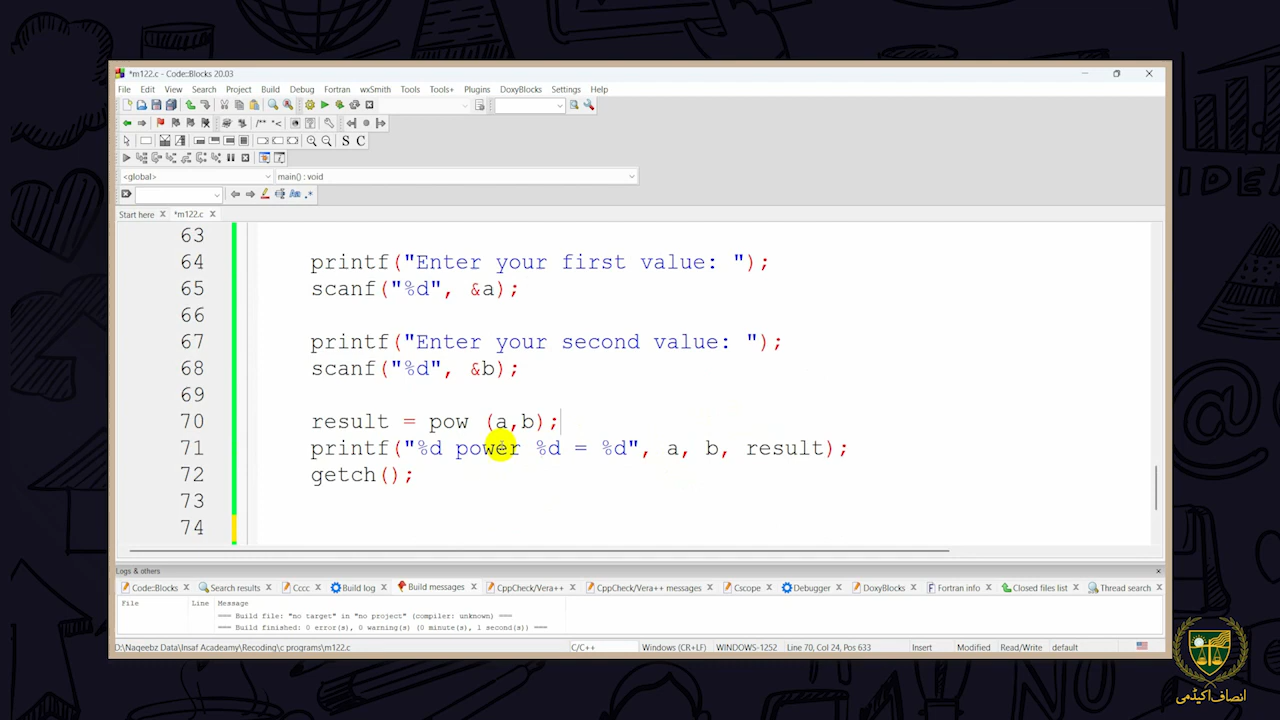 *m122.c - Code::Blocks 20.03
File Edit View Search Project Build Debug Fortran wxSmith Tools Tools+ Plugins DoxyBlocks Settings Help
S C
<global> main() : void
Start here X *m122.c X
63
64 printf("Enter your first value: ");
65 scanf("%d", &a);
66
67 printf("Enter your second value: ");
68 scanf("%d", &b);
69
70 result = pow (a,b);
71 printf("%d power %d = %d", a, b, result);
72 getch();
73
74
Logs & others
Code::Blocks X Search results X Cccc X Build log X Build messages X CppCheck/Vera++ X CppCheck/Vera++ messages X Cscope X Debugger X DoxyBlocks X Fortran info X Closed files list X Thread search X
File Line Message
=== Build file: "no target" in "no project" (compiler: unknown) ===
=== Build finished: 0 error(s), 0 warning(s) (0 minute(s), 1 second(s)) ===
D:\Naqeebz Data\Insaf Acadeamy\Recoding\c programs\m122.c C/C++ Windows (CR+LF) WINDOWS-1252 Line 70, Col 24, Pos 633 Insert Modified Read/Write default
انصاف اکیڈمی
IDEA